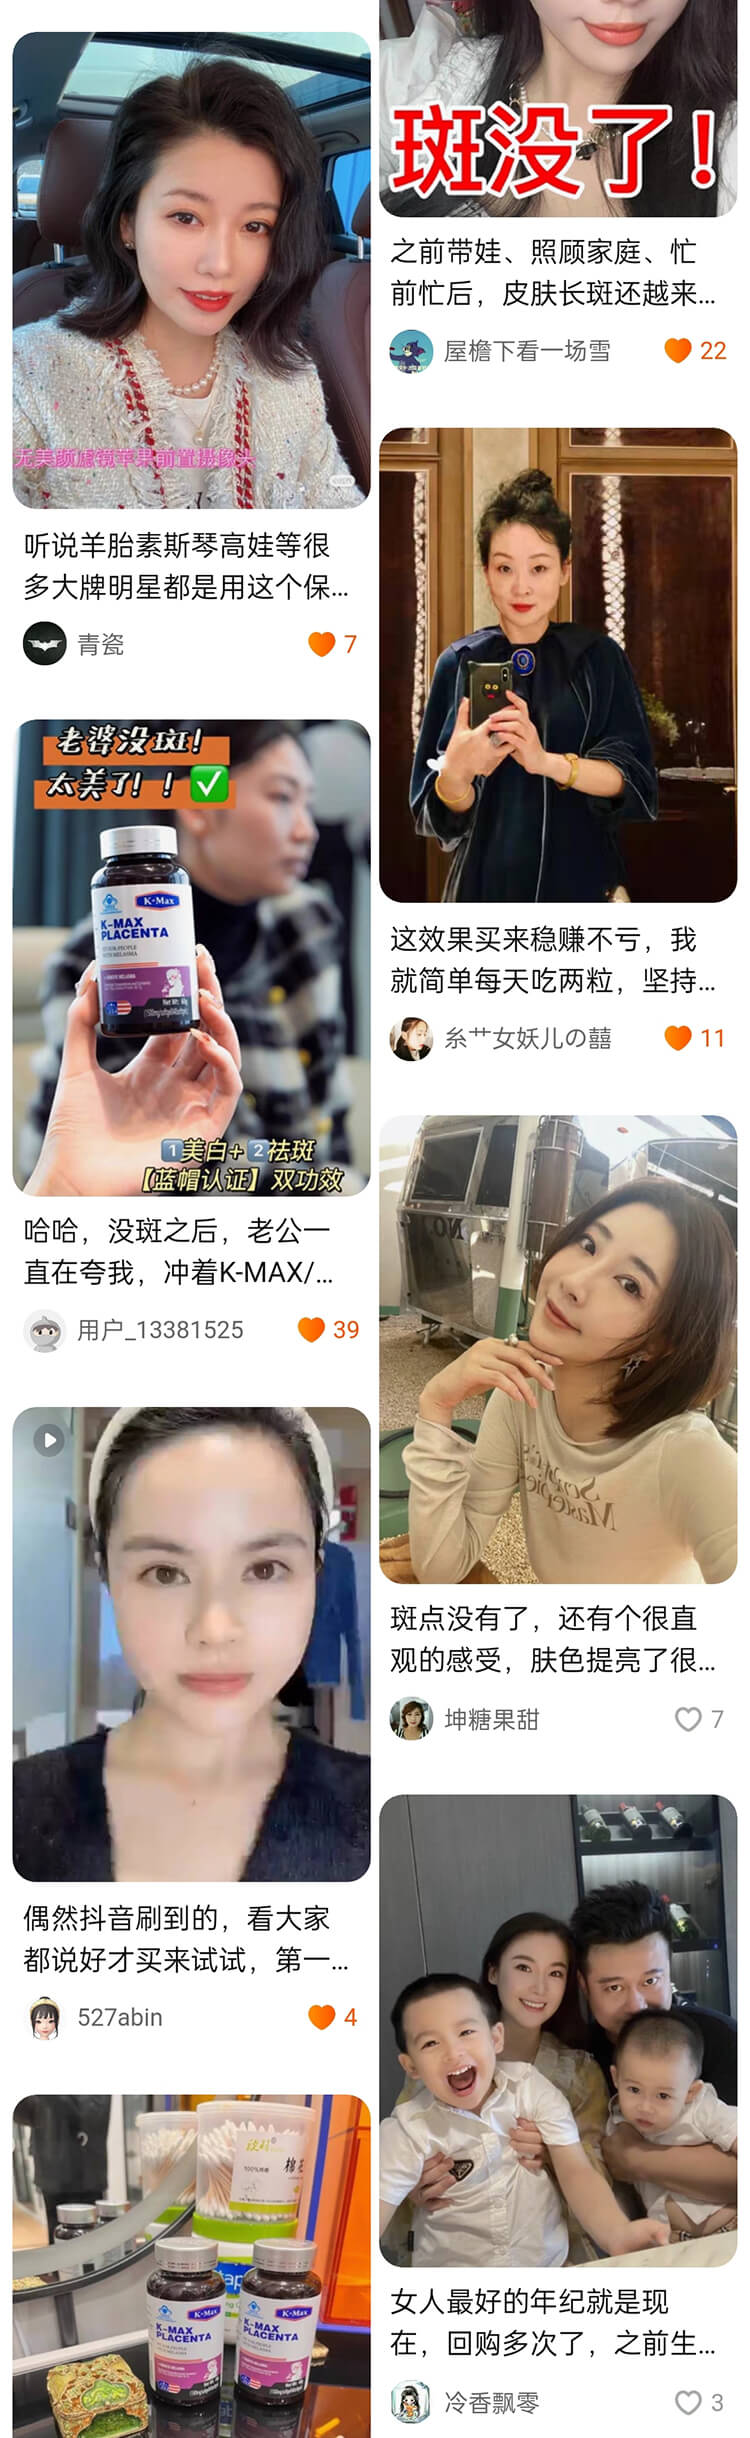 无美颜滤镜苹果前置摄像头
听说羊胎素斯琴高娃等很
多大牌明星都是用这个保...
青瓷
7
老婆没斑!
太美了!!
K-Max
K-MAX
PLACENTA
1美白+ 2祛斑
【蓝帽认证】双功效
哈哈，没斑之后，老公一
直在夸我，冲着K-MAX/...
用户_13381525
39
偶然抖音刷到的，看大家
都说好才买来试试，第一...
527abin
4
100%
棉花
K-Max
K-MAX
PLACENTA
K-Max
K-MAX
PLACENTA
斑没了!
之前带娃、照顾家庭、忙
前忙后，皮肤长斑还越来...
屋檐下看一场雪
22
这效果买来稳赚不亏，我
就简单每天吃两粒，坚持...
糸艹女妖儿の囍
11
斑点没有了，还有个很直
观的感受，肤色提亮了很...
坤糖果甜
7
女人最好的年纪就是现
在，回购多次了，之前生...
冷香飘零
3